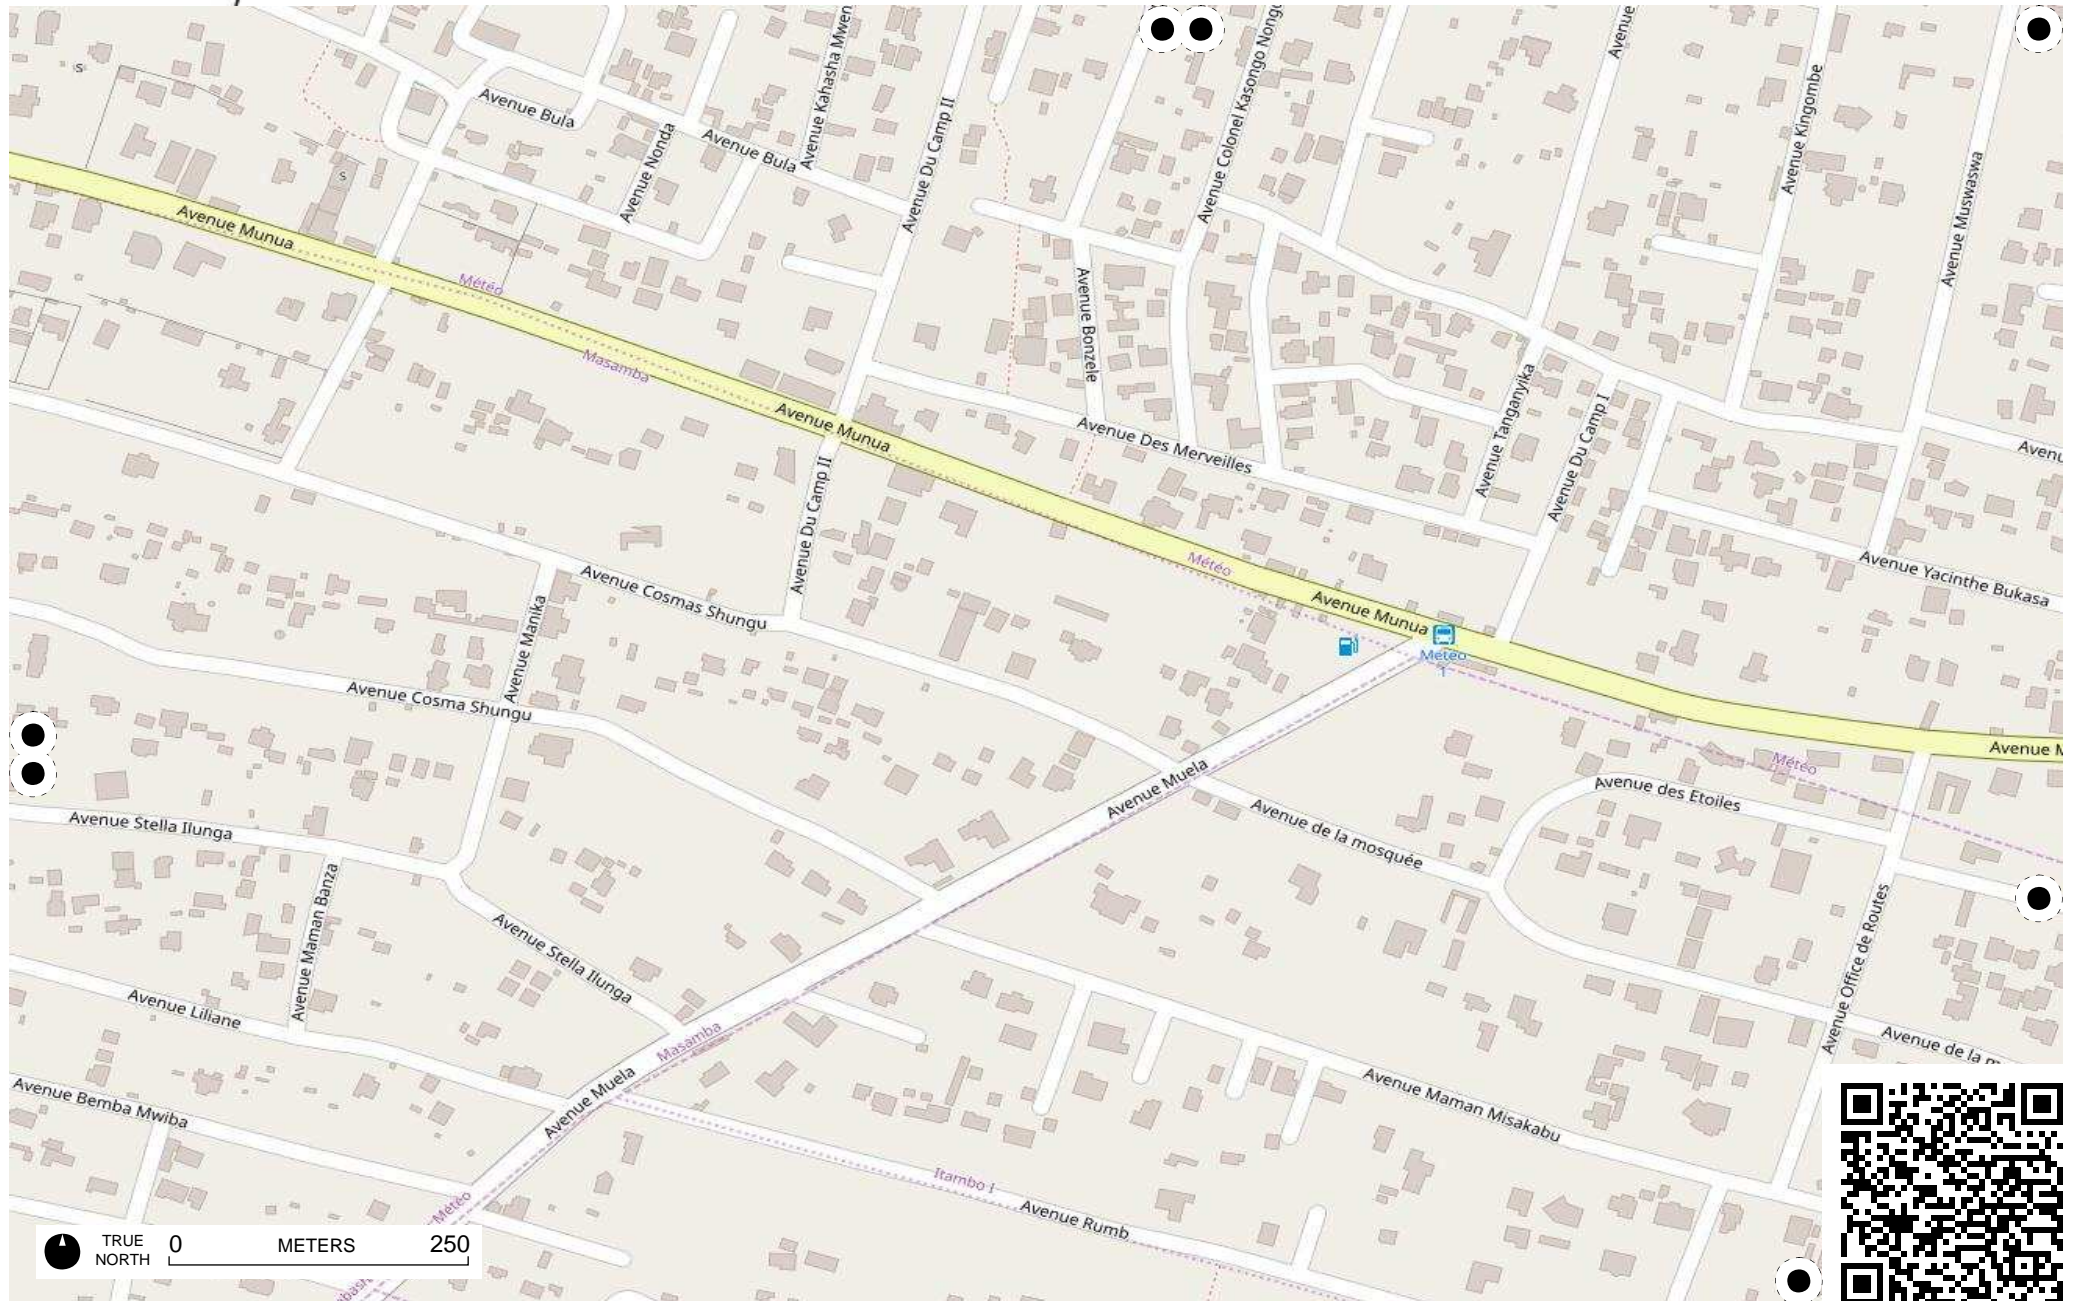 S
Avenue Bula
Avenue Kahasha Mwen
Avenue Colonel Kasongo Nong
Avenue
Avenue Kingombe
Avenue Nonda
Avenue Bula
Avenue Du Camp II
Avenue Muswaswa
S
Avenue Munua
Météo
Avenue Bonzele
Masamba
Avenue Munua
Avenue Tanganyika
Avenue Du Camp I
Avenue Des Merveilles
Avenu
Avenue Du Camp II
Météo
Avenue Yacinthe Bukasa
Avenue Cosmas Shungu
Avenue Munua
Avenue Manika
Météo
1
Avenue Cosma Shungu
Avenue M
Météo
Avenue Muela
Avenue des Etoiles
Avenue de la mosquée
Avenue Stella Ilunga
Avenue Maman Banza
Avenue Stella Ilunga
Avenue Office de Routes
Avenue Liliane
Masamba
Avenue de la m
Avenue Muela
Avenue Maman Misakabu
Avenue Bemba Mwiba
Itambo I
Avenue Rumb
Météo
TRUE NORTH
0 METERS 250